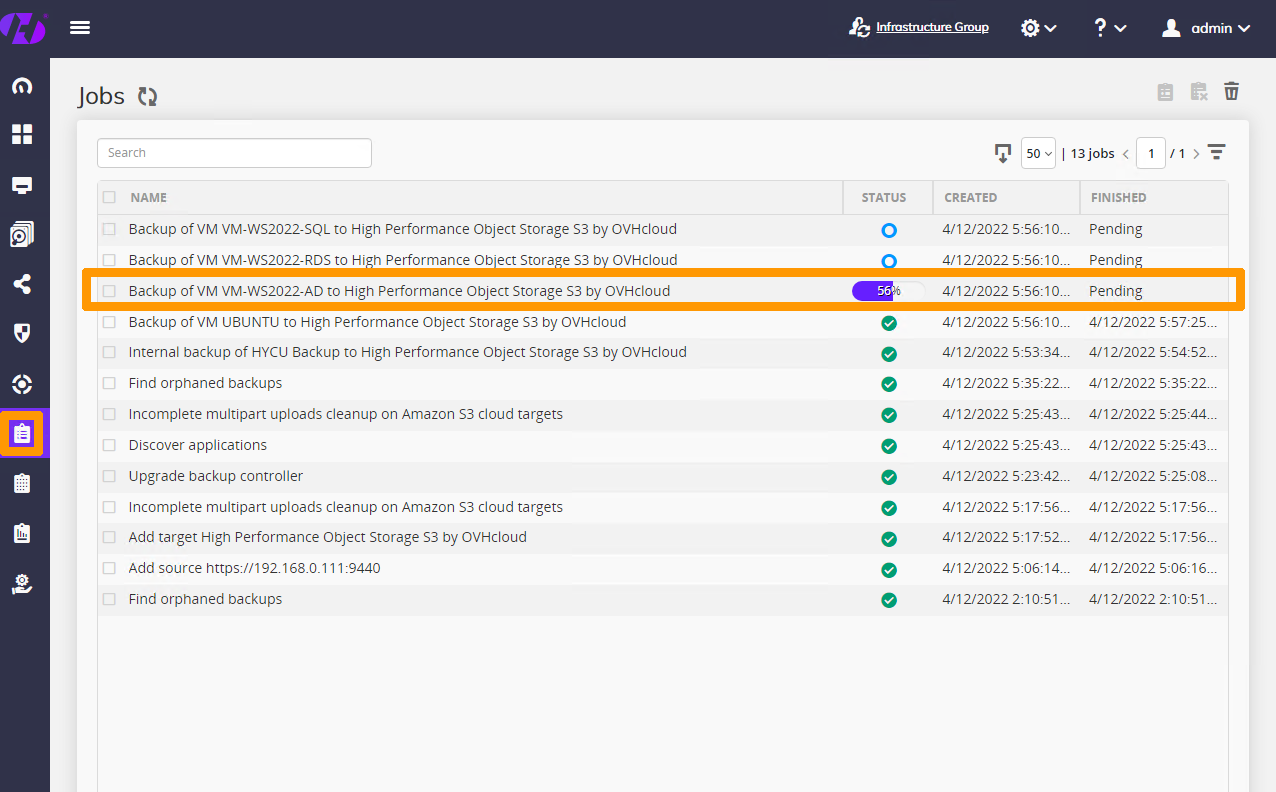 Infrastructure Group
?
admin
Jobs
Search
50 | 13 jobs < 1 / 1 >
NAME STATUS CREATED FINISHED
Backup of VM VM-WS2022-SQL to High Performance Object Storage S3 by OVHcloud 4/12/2022 5:56:10... Pending
Backup of VM VM-WS2022-RDS to High Performance Object Storage S3 by OVHcloud 4/12/2022 5:56:10... Pending
Backup of VM VM-WS2022-AD to High Performance Object Storage S3 by OVHcloud 56% 4/12/2022 5:56:10... Pending
Backup of VM UBUNTU to High Performance Object Storage S3 by OVHcloud 4/12/2022 5:56:10... 4/12/2022 5:57:25...
Internal backup of HYCU Backup to High Performance Object Storage S3 by OVHcloud 4/12/2022 5:53:34... 4/12/2022 5:54:52...
Find orphaned backups 4/12/2022 5:35:22... 4/12/2022 5:35:22...
Incomplete multipart uploads cleanup on Amazon S3 cloud targets 4/12/2022 5:25:43... 4/12/2022 5:25:44...
Discover applications 4/12/2022 5:25:43... 4/12/2022 5:25:43...
Upgrade backup controller 4/12/2022 5:23:42... 4/12/2022 5:25:08...
Incomplete multipart uploads cleanup on Amazon S3 cloud targets 4/12/2022 5:17:56... 4/12/2022 5:17:56...
Add target High Performance Object Storage S3 by OVHcloud 4/12/2022 5:17:52... 4/12/2022 5:17:56...
Add source https://192.168.0.111:9440 4/12/2022 5:06:14... 4/12/2022 5:06:16...
Find orphaned backups 4/12/2022 2:10:51... 4/12/2022 2:10:51...